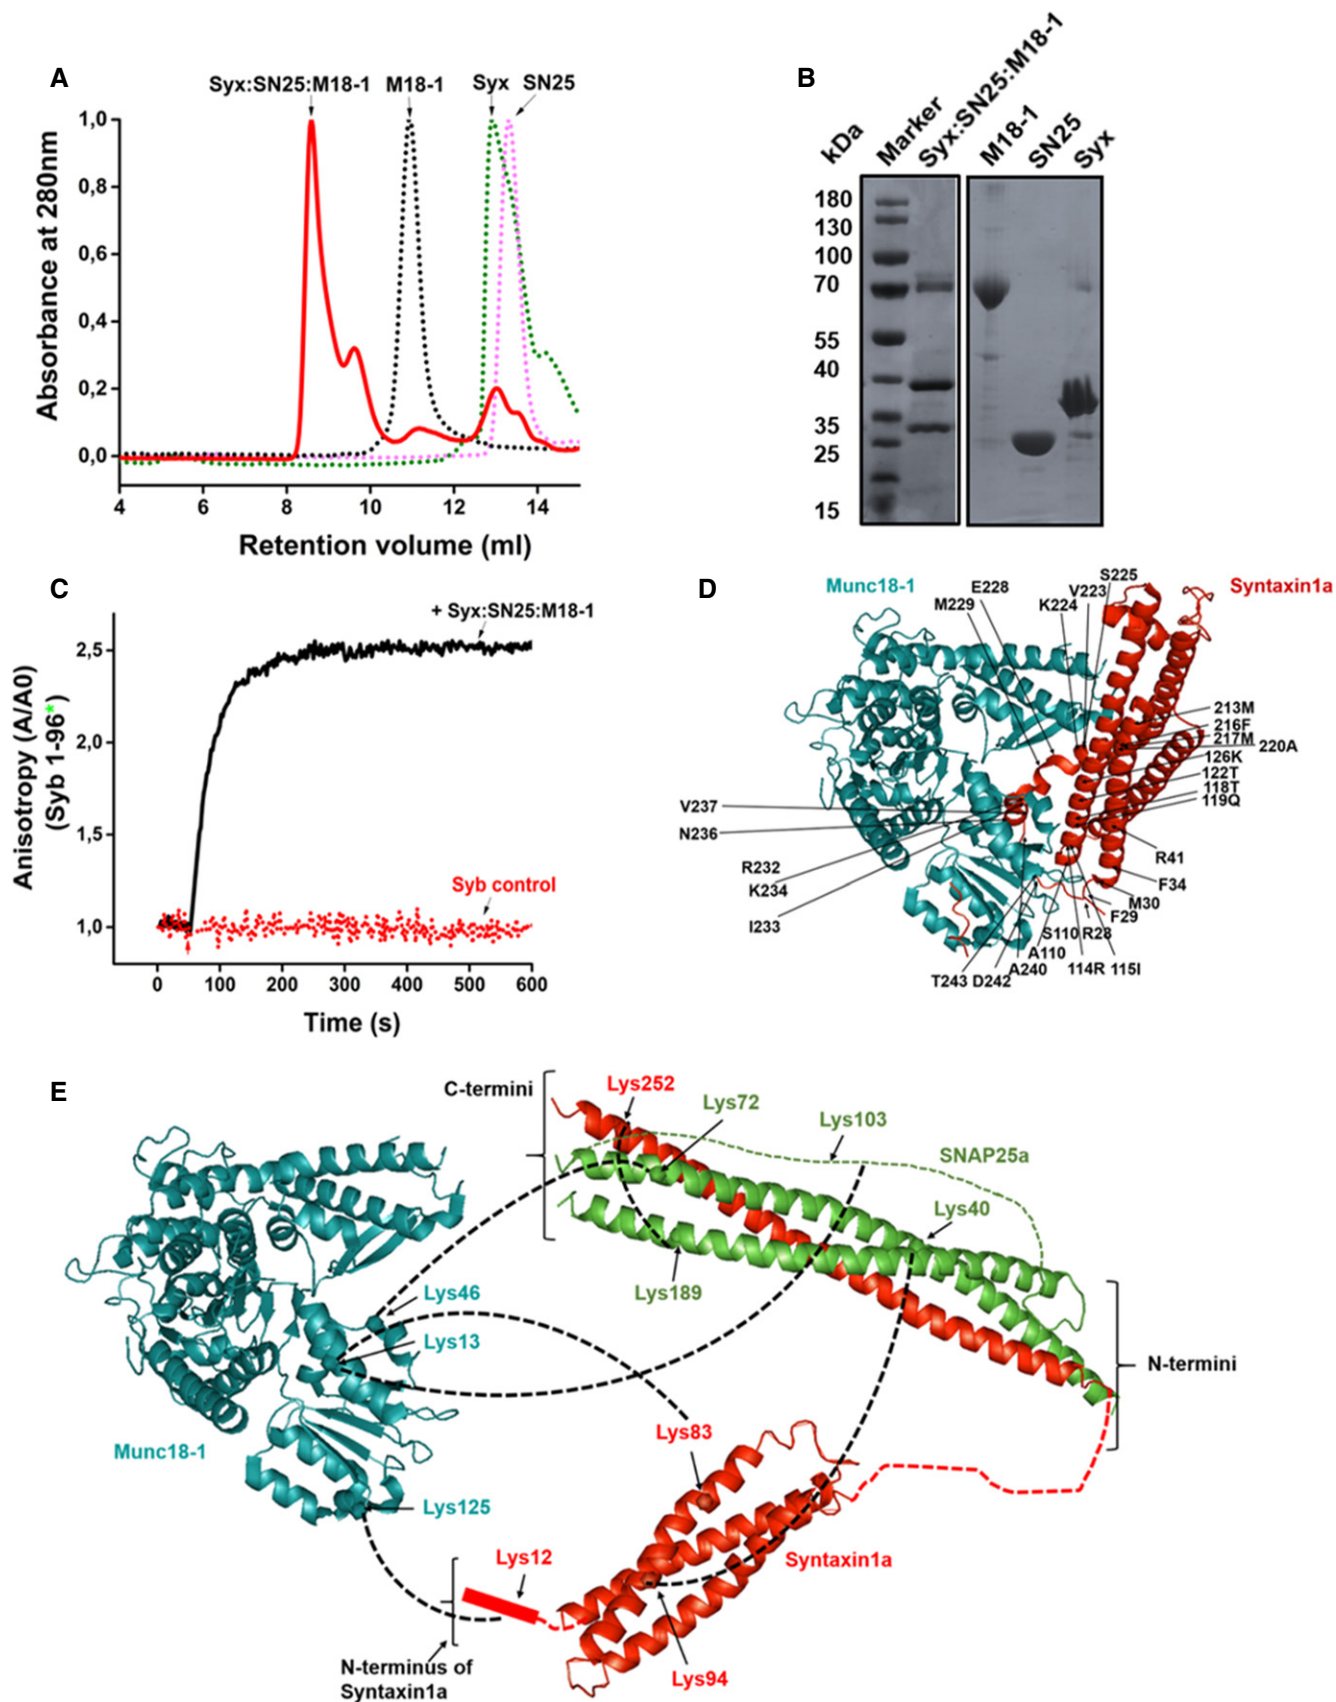 A
Syx:SN25:M18-1 M18-1 Syx SN25
1,0
0,8
0,6
0,4
0,2
0,0
4 6 8 10 12 14
Absorbance at 280nm
Retention volume (ml)
B
kDa
Marker
Syx:SN25:M18-1
M18-1
SN25
Syx
180
130
100
70
55
40
35
25
15
C
+ Syx:SN25:M18-1
2,5
2,0
1,5
1,0
Syb control
0 100 200 300 400 500 600
Anisotropy (A/A0)
(Syb 1-96*)
Time (s)
D
Munc18-1
Syntaxin1a
E228
M229
K224
V223
S225
213M
216F
217M
220A
126K
122T
118T
119Q
R41
F34
M30
F29
R28
S110
A110
115I
114R
A240
T243 D242
V237
N236
R232
K234
I233
E
C-termini
Lys252
Lys72
Lys103
SNAP25a
Lys40
Lys189
N-termini
Lys46
Lys13
Munc18-1
Lys125
Lys83
Lys12
Syntaxin1a
Lys94
N-terminus of
Syntaxin1a